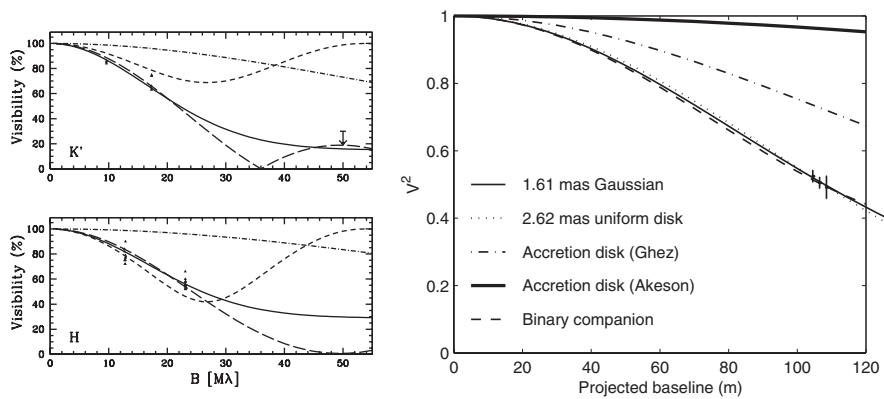 Visibility (%)
100
80
60
40
20
0
K'
0 10 20 30 40 50
Visibility (%)
100
80
60
40
20
0
H
0 10 20 30 40 50
B [Mλ]
V²
1
0.8
0.6
0.4
0.2
0
1.61 mas Gaussian
2.62 mas uniform disk
Accretion disk (Ghez)
Accretion disk (Akeson)
Binary companion
0 20 40 60 80 100 120
Projected baseline (m)